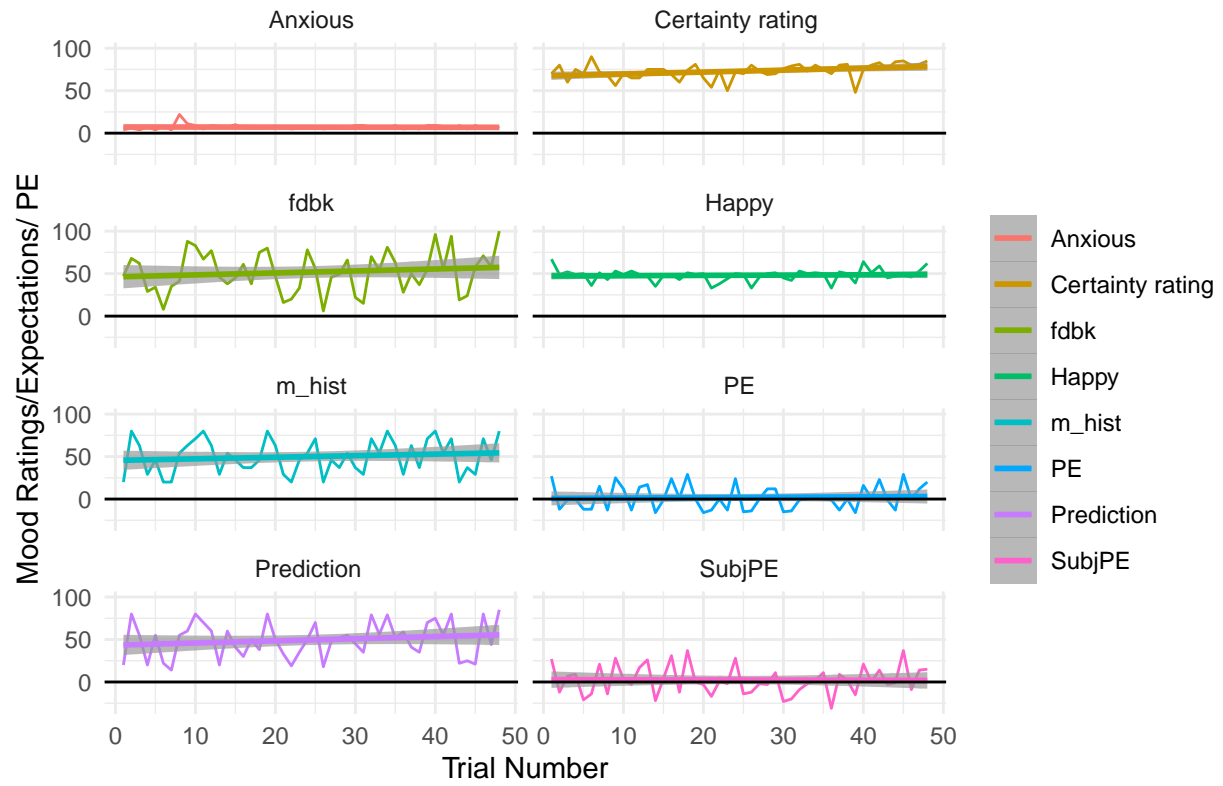 Anxious
Certainty rating
100
50
0
fdbk
Happy
100
50
0
m_hist
PE
100
50
0
Prediction
SubjPE
100
50
0
0 10 20 30 40 50 0 10 20 30 40 50
Trial Number
Mood Ratings/Expectations/ PE
Anxious
Certainty rating
fdbk
Happy
m_hist
PE
Prediction
SubjPE